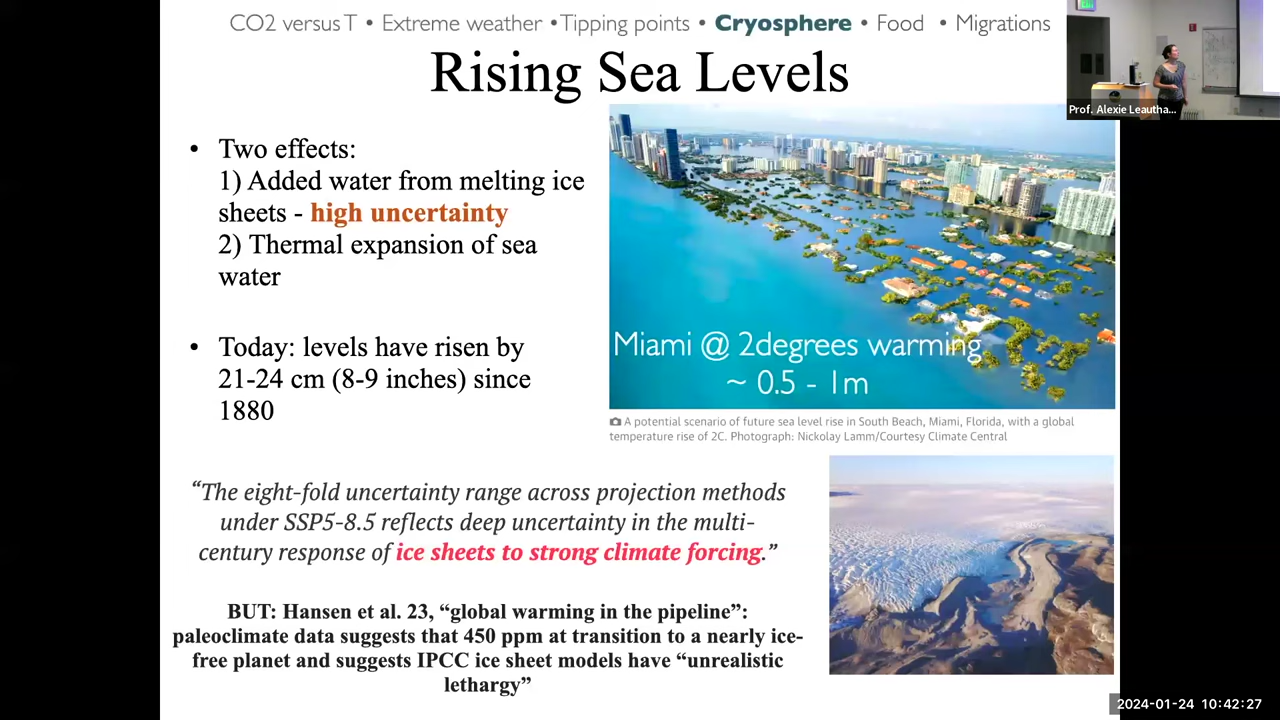 CO2 versus T • Extreme weather • Tipping points • Cryosphere • Food • Migrations
Rising Sea Levels
Prof. Alexie Leautha...
• Two effects:
1) Added water from melting ice
sheets - high uncertainty
2) Thermal expansion of sea
water
• Today: levels have risen by
21-24 cm (8-9 inches) since
1880
Miami @ 2degrees warming
~ 0.5 - 1m
A potential scenario of future sea level rise in South Beach, Miami, Florida, with a global
temperature rise of 2C. Photograph: Nickolay Lamm/Courtesy Climate Central
“The eight-fold uncertainty range across projection methods
under SSP5-8.5 reflects deep uncertainty in the multi-
century response of ice sheets to strong climate forcing.”
BUT: Hansen et al. 23, “global warming in the pipeline”:
paleoclimate data suggests that 450 ppm at transition to a nearly ice-
free planet and suggests IPCC ice sheet models have “unrealistic
lethargy”
2024-01-24 10:42:27